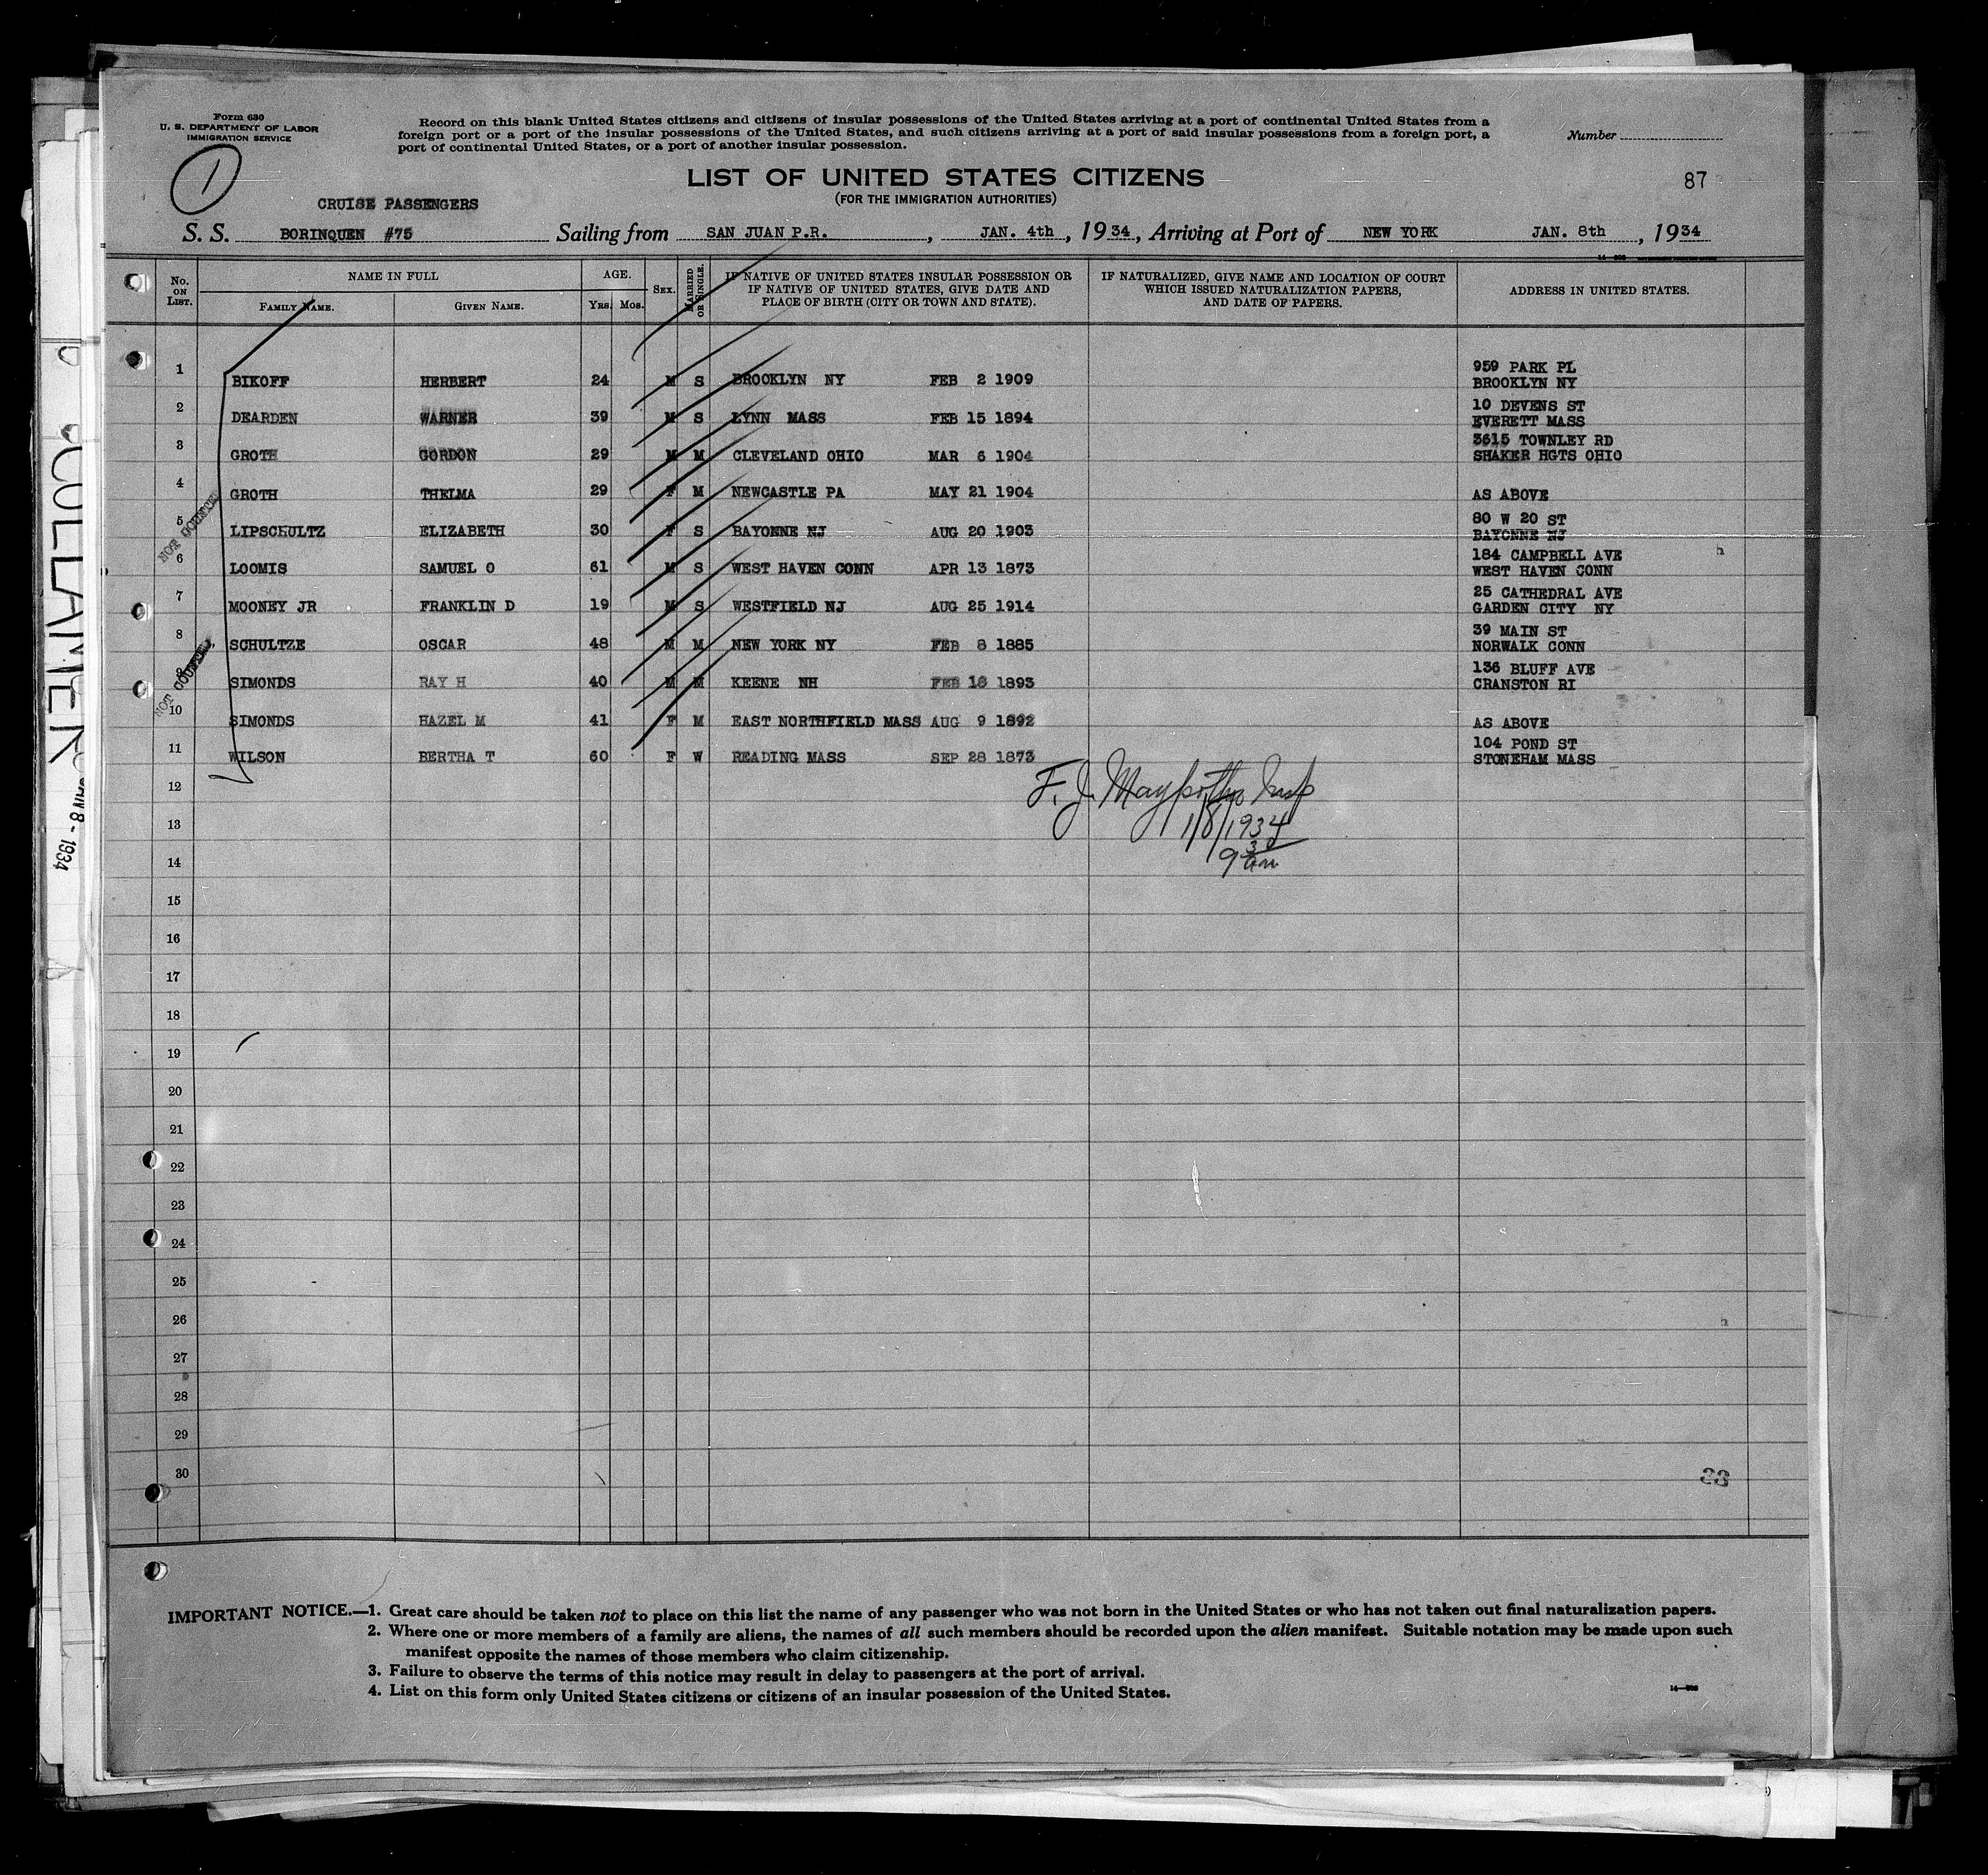 Form 630
U. S. DEPARTMENT OF LABOR
IMMIGRATION SERVICE
Record on this blank United States citizens and citizens of insular possessions of the United States arriving at a port of continental United States from a
foreign port or a port of the insular possessions of the United States, and such citizens arriving at a port of said insular possessions from a foreign port, a
port of continental United States, or a port of another insular possession.
Number
1
LIST OF UNITED STATES CITIZENS
(FOR THE IMMIGRATION AUTHORITIES)
87
CRUISE PASSENGERS
S. S. BORINQUEN #75 Sailing from SAN JUAN P.R., JAN. 4th, 1934, Arriving at Port of NEW YORK JAN. 8th, 1934
No. ON LIST. NAME IN FULL AGE. SEX. MARRIED OR SINGLE. IF NATIVE OF UNITED STATES INSULAR POSSESSION OR IF NATIVE OF UNITED STATES, GIVE DATE AND PLACE OF BIRTH (CITY OR TOWN AND STATE). IF NATURALIZED, GIVE NAME AND LOCATION OF COURT WHICH ISSUED NATURALIZATION PAPERS, AND DATE OF PAPERS. ADDRESS IN UNITED STATES.
FAMILY NAME. GIVEN NAME. Yrs. Mos.
1 BIKOFF HERBERT 24 M S BROOKLYN NY FEB 2 1909 959 PARK PL
BROOKLYN NY
2 DEARDEN WARNER 39 M S LYNN MASS FEB 15 1894 10 DEVENS ST
EVERETT MASS
3 GROTH GORDON 29 M M CLEVELAND OHIO MAR 6 1904 3615 TOWNLEY RD
SHAKER HGTS OHIO
4 GROTH THELMA 29 F M NEWCASTLE PA MAY 21 1904 AS ABOVE
5 LIPSCHULTZ ELIZABETH 30 F S BAYONNE NJ AUG 20 1903 80 W 20 ST
BAYONNE NJ
6 LOOMIS SAMUEL O 61 M S WEST HAVEN CONN APR 13 1873 184 CAMPBELL AVE
WEST HAVEN CONN
7 MOONEY JR FRANKLIN D 19 M S WESTFIELD NJ AUG 25 1914 25 CATHEDRAL AVE
GARDEN CITY NY
8 SCHULTZE OSCAR 48 M M NEW YORK NY FEB 8 1885 39 MAIN ST
NORWALK CONN
9 SIMONDS RAY H 40 M M KEENE NH FEB 18 1893 136 BLUFF AVE
CRANSTON RI
10 SIMONDS HAZEL M 41 F M EAST NORTHFIELD MASS AUG 9 1892 AS ABOVE
11 WILSON BERTHA T 60 F W READING MASS SEP 28 1873 104 POND ST
STONEHAM MASS
NOT COUNTED
NOT COUNTED
12
13
14
F. J. Insp
1/8/1934
9 30 am
15
16
17
18
19
20
21
22
23
24
25
26
27
28
29
30
88
IMPORTANT NOTICE.—1. Great care should be taken not to place on this list the name of any passenger who was not born in the United States or who has not taken out final naturalization papers.
2. Where one or more members of a family are aliens, the names of all such members should be recorded upon the alien manifest. Suitable notation may be made upon such
manifest opposite the names of those members who claim citizenship.
3. Failure to observe the terms of this notice may result in delay to passengers at the port of arrival.
4. List on this form only United States citizens or citizens of an insular possession of the United States.
JAN 8 - 1934